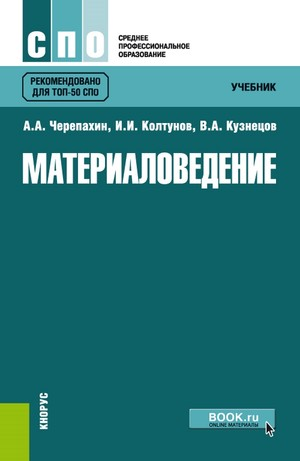 СПО
СРЕДНЕЕ
ПРОФЕССИОНАЛЬНОЕ
ОБРАЗОВАНИЕ
РЕКОМЕНДОВАНО
ДЛЯ ТОП-50 СПО
УЧЕБНИК
А.А. Черепахин, И.И. Колтунов, В.А. Кузнецов
МАТЕРИАЛОВЕДЕНИЕ
КНОРУС
BOOK.ru
ONLINE МАТЕРИАЛЫ